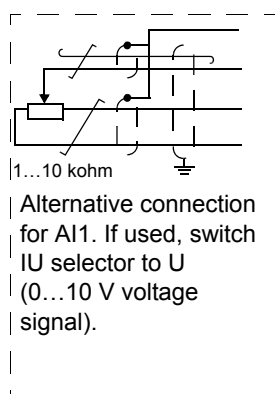 1…10 kohm
Alternative connection
for AI1. If used, switch
IU selector to U
(0…10 V voltage
signal).